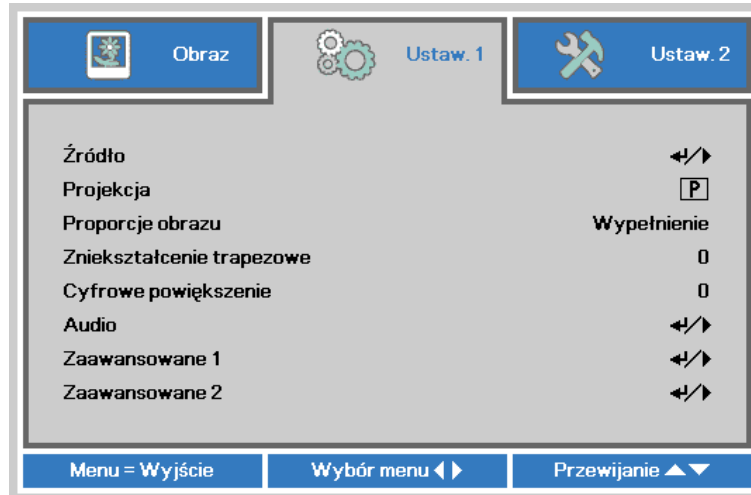 Obraz Ustaw. 1 Ustaw. 2
Źródło
Projekcja P
Proporcje obrazu Wypełnienie
Zniekształcenie trapezowe 0
Cyfrowe powiększenie 0
Audio
Zaawansowane 1
Zaawansowane 2
Menu = Wyjście Wybór menu Przewijanie